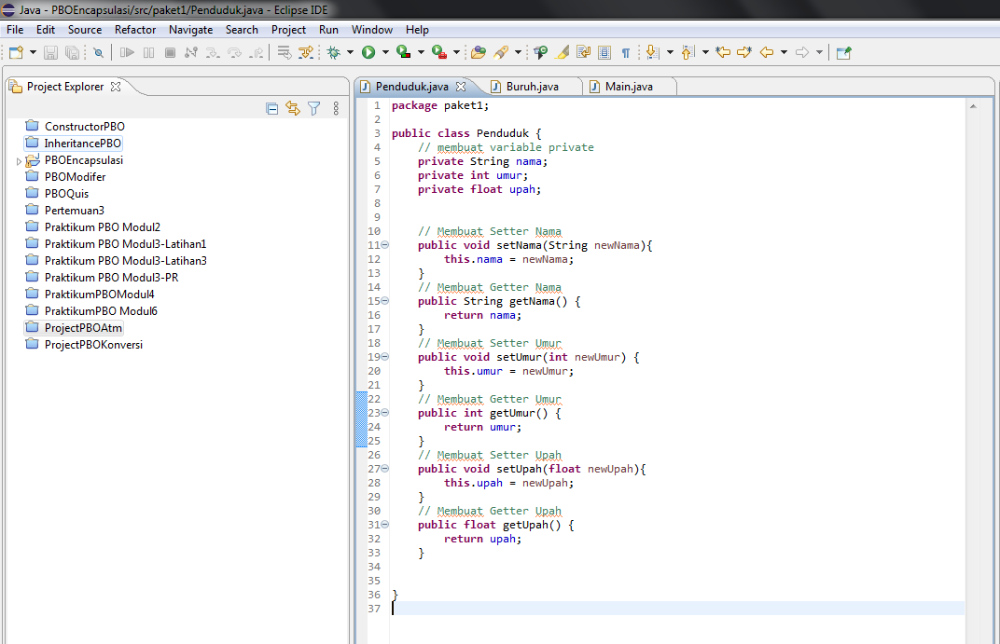 Java - PBOEncapsulasi/src/paket1/Penduduk.java - Eclipse IDE
File Edit Source Refactor Navigate Search Project Run Window Help
Project Explorer
ConstructorPBO
InheritancePBO
PBOEncapsulasi
PBOModifer
PBOQuis
Pertemuan3
Praktikum PBO Modul2
Praktikum PBO Modul3-Latihan1
Praktikum PBO Modul3-Latihan3
Praktikum PBO Modul3-PR
PraktikumPBOModul4
PraktikumPBO Modul6
ProjectPBOAtm
ProjectPBOKonversi
Penduduk.java Buruh.java Main.java
1 package paket1;
2
3 public class Penduduk {
4     // membuat variable private
5     private String nama;
6     private int umur;
7     private float upah;
8
9
10     // Membuat Setter Nama
11     public void setNama(String newNama){
12         this.nama = newNama;
13     }
14     // Membuat Getter Nama
15     public String getNama() {
16         return nama;
17     }
18     // Membuat Setter Umur
19     public void setUmur(int newUmur) {
20         this.umur = newUmur;
21     }
22     // Membuat Getter Umur
23     public int getUmur() {
24         return umur;
25     }
26     // Membuat Setter Upah
27     public void setUpah(float newUpah){
28         this.upah = newUpah;
29     }
30     // Membuat Getter Upah
31     public float getUpah() {
32         return upah;
33     }
34
35
36 }
37